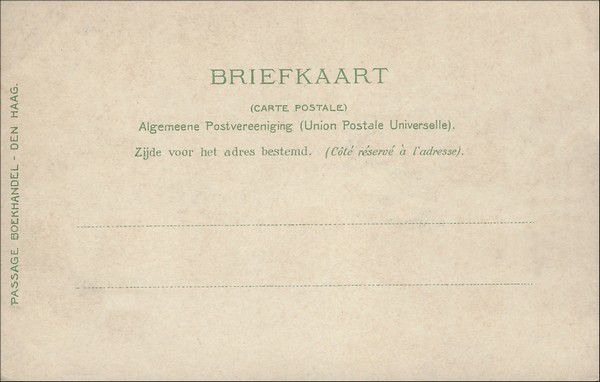 BRIEFKAART
(CARTE POSTALE)
Algemeene Postvereeniging (Union Postale Universelle).
Zijde voor het adres bestemd. (Côté réservé à l'adresse).
PASSAGE BOEKHANDEL - DEN HAAG.